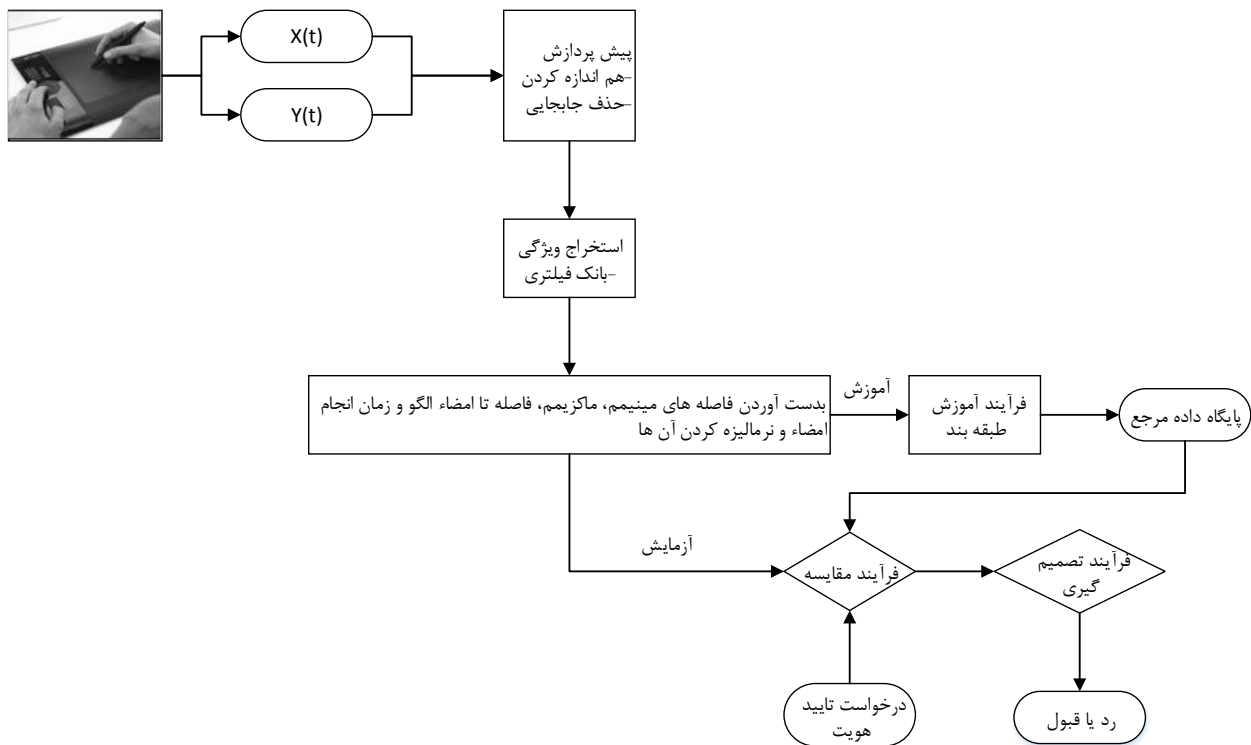 X(t)
Y(t)
پیش پردازش
-هم اندازه کردن
-حذف جابجایی
استخراج ویژگی
-بانک فیلتری
بدست آوردن فاصله های مینیمم، ماکزیمم، فاصله تا امضاء الگو و زمان انجام
امضاء و نرمالیزه کردن آن ها
آموزش
فرآیند آموزش
طبقه بند
پایگاه داده مرجع
آزمایش
فرآیند مقایسه
فرآیند تصمیم
گیری
درخواست تایید
هویت
رد یا قبول